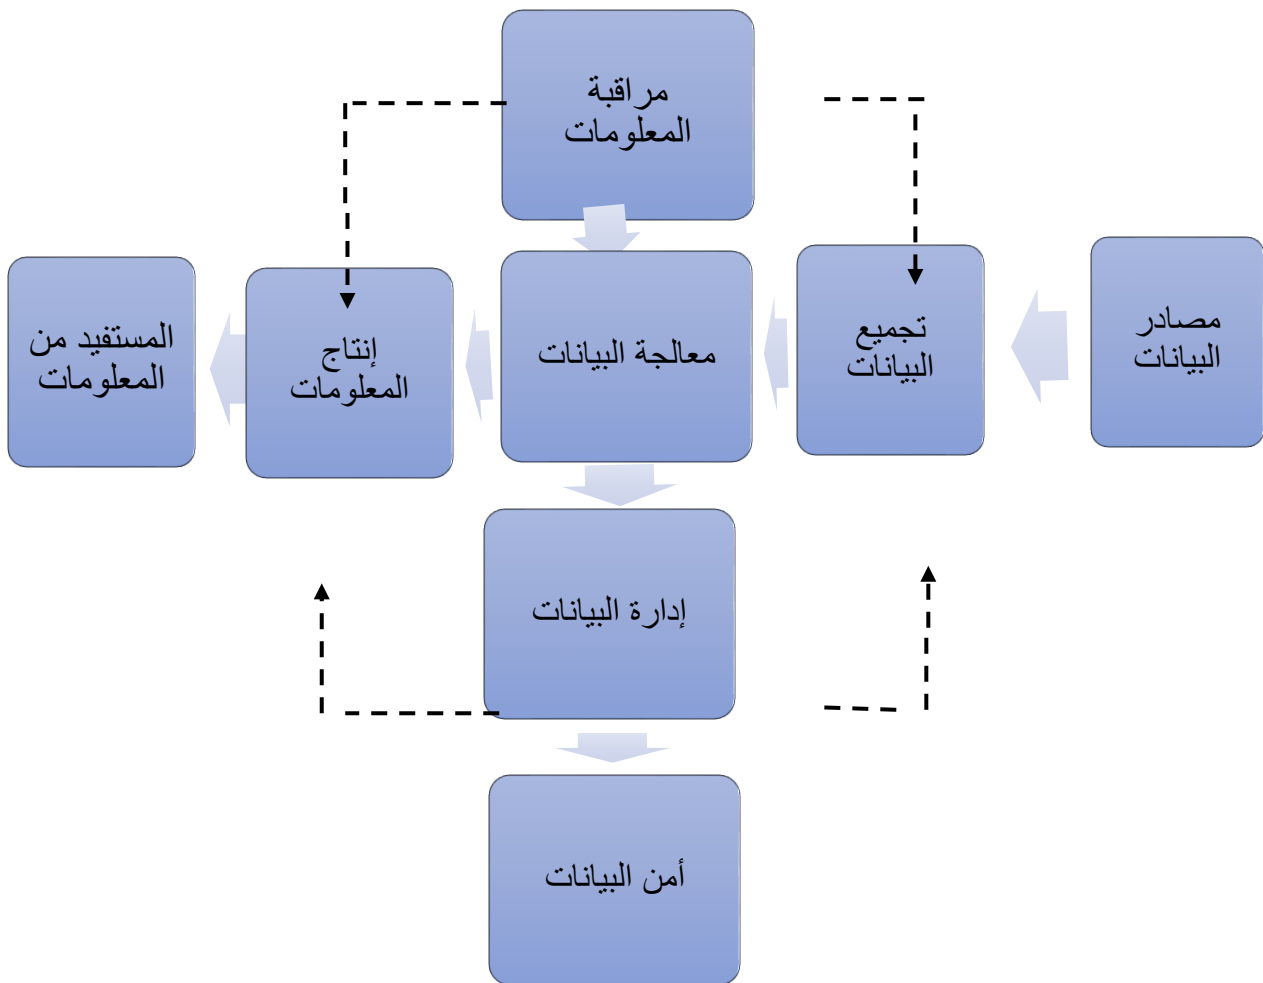 مراقبة
المعلومات
مصادر
البيانات
تجميع
البيانات
معالجة البيانات
إنتاج
المعلومات
المستفيد من
المعلومات
إدارة البيانات
أمن البيانات